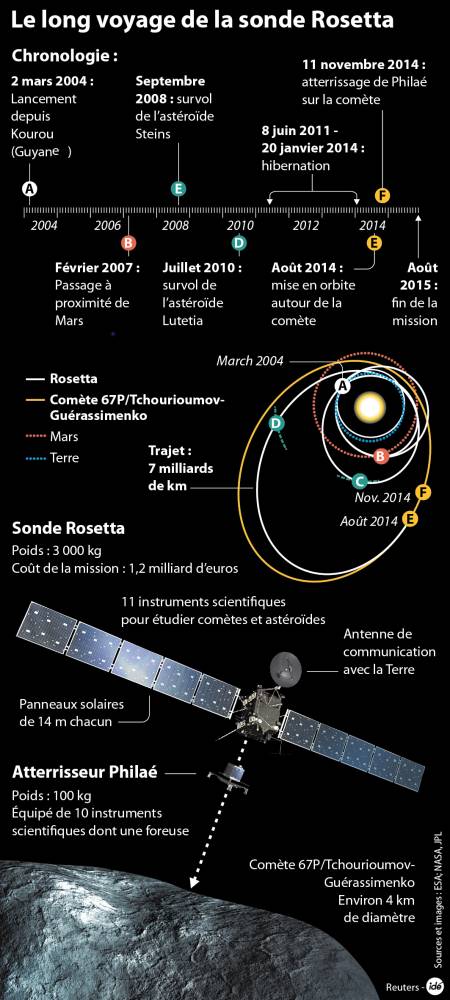 Le long voyage de la sonde Rosetta
Chronologie :
2 mars 2004 :
Lancement
depuis
Kourou
(Guyane )
Septembre
2008 : survol
de l'astéroïde
Steins
11 novembre 2014 :
atterrissage de Philaé
sur la comète
8 juin 2011 -
20 janvier 2014 :
hibernation
A
E
F
2004
2006
2008
2010
2012
2014
B
D
E
Février 2007 :
Passage à
proximité de
Mars
Juillet 2010 :
survol de
l'astéroïde
Lutetia
Août 2014 :
mise en orbite
autour de la
comète
Août
2015 :
fin de la
mission
March 2004
Rosetta
Comète 67P/Tchourioumov-
Guérassimenko
Mars
Terre
A
D
B
C
F
E
Trajet :
7 milliards
de km
Nov. 2014
Août 2014
Sonde Rosetta
Poids : 3 000 kg
Coût de la mission : 1,2 milliard d'euros
11 instruments scientifiques
pour étudier comètes et astéroïdes
Antenne de
communication
avec la Terre
Panneaux solaires
de 14 m chacun
Atterrisseur Philaé
Poids : 100 kg
Équipé de 10 instruments
scientifiques dont une foreuse
Comète 67P/Tchourioumov-
Guérassimenko
Environ 4 km
de diamètre
Sources et images : ESA; NASA, JPL
Reuters - idé